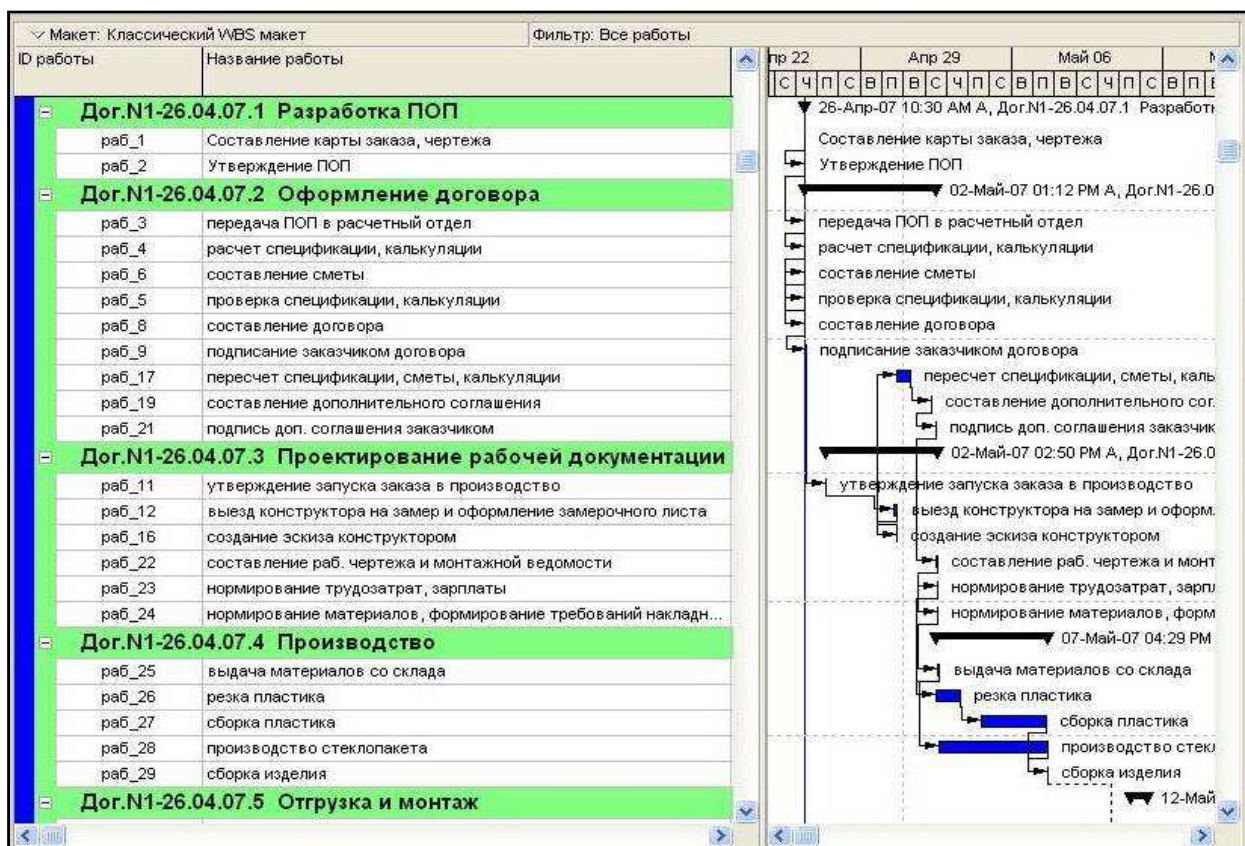 Макет: Классический WBS макет Фильтр: Все работы
ID работы Название работы пр 22 Апр 29 Май 06
С Ч П С В П В С Ч П С В П В С Ч П С В П
Дог.N1-26.04.07.1 Разработка ПОП 26-Апр-07 10:30 AM A, Дог.N1-26.04.07.1 Разработ
раб_1 Составление карты заказа, чертежа Составление карты заказа, чертежа
раб_2 Утверждение ПОП Утверждение ПОП
Дог.N1-26.04.07.2 Оформление договора 02-Май-07 01:12 PM A, Дог.N1-26.0
раб_3 передача ПОП в расчетный отдел передача ПОП в расчетный отдел
раб_4 расчет спецификации, калькуляции расчет спецификации, калькуляции
раб_6 составление сметы составление сметы
раб_5 проверка спецификации, калькуляции проверка спецификации, калькуляции
раб_8 составление договора составление договора
раб_9 подписание заказчиком договора подписание заказчиком договора
раб_17 пересчет спецификации, сметы, калькуляции пересчет спецификации, сметы, каль
раб_19 составление дополнительного соглашения составление дополнительного сог.
раб_21 подпись доп. соглашения заказчиком подпись доп. соглашения заказчик
Дог.N1-26.04.07.3 Проектирование рабочей документации 02-Май-07 02:50 PM A, Дог.N1-26.0
раб_11 утверждение запуска заказа в производство утверждение запуска заказа в производство
раб_12 выезд конструктора на замер и оформление замерочного листа выезд конструктора на замер и оформ.
раб_16 создание эскиза конструктором создание эскиза конструктором
раб_22 составление раб. чертежа и монтажной ведомости составление раб. чертежа и монт
раб_23 нормирование трудозатрат, зарплаты нормирование трудозатрат, зарпл
раб_24 нормирование материалов, формирование требований накладн... нормирование материалов, форм
Дог.N1-26.04.07.4 Производство 07-Май-07 04:29 PM
раб_25 выдача материалов со склада выдача материалов со склада
раб_26 резка пластика резка пластика
раб_27 сборка пластика сборка пластика
раб_28 производство стеклопакета производство стекл
раб_29 сборка изделия сборка изделия
Дог.N1-26.04.07.5 Отгрузка и монтаж 12-Май